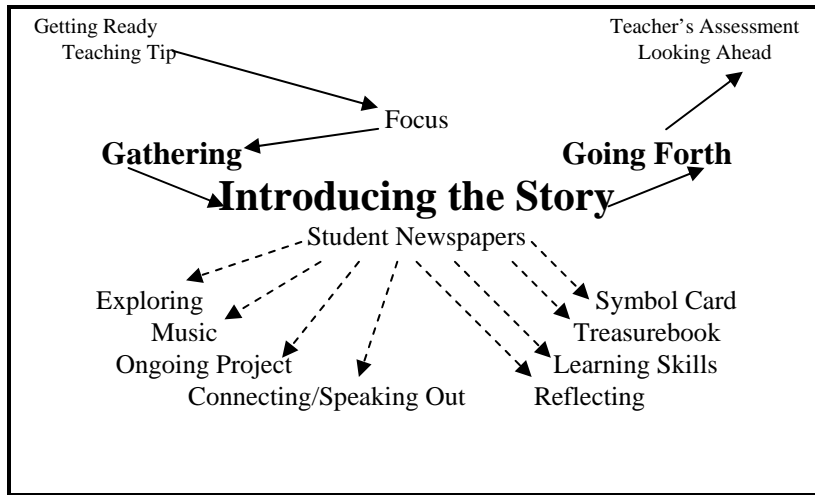 Getting Ready
Teaching Tip
Teacher’s Assessment
Looking Ahead
Focus
Gathering
Going Forth
Introducing the Story
Student Newspapers
Exploring
Music
Ongoing Project
Connecting/Speaking Out
Symbol Card
Treasurebook
Learning Skills
Reflecting